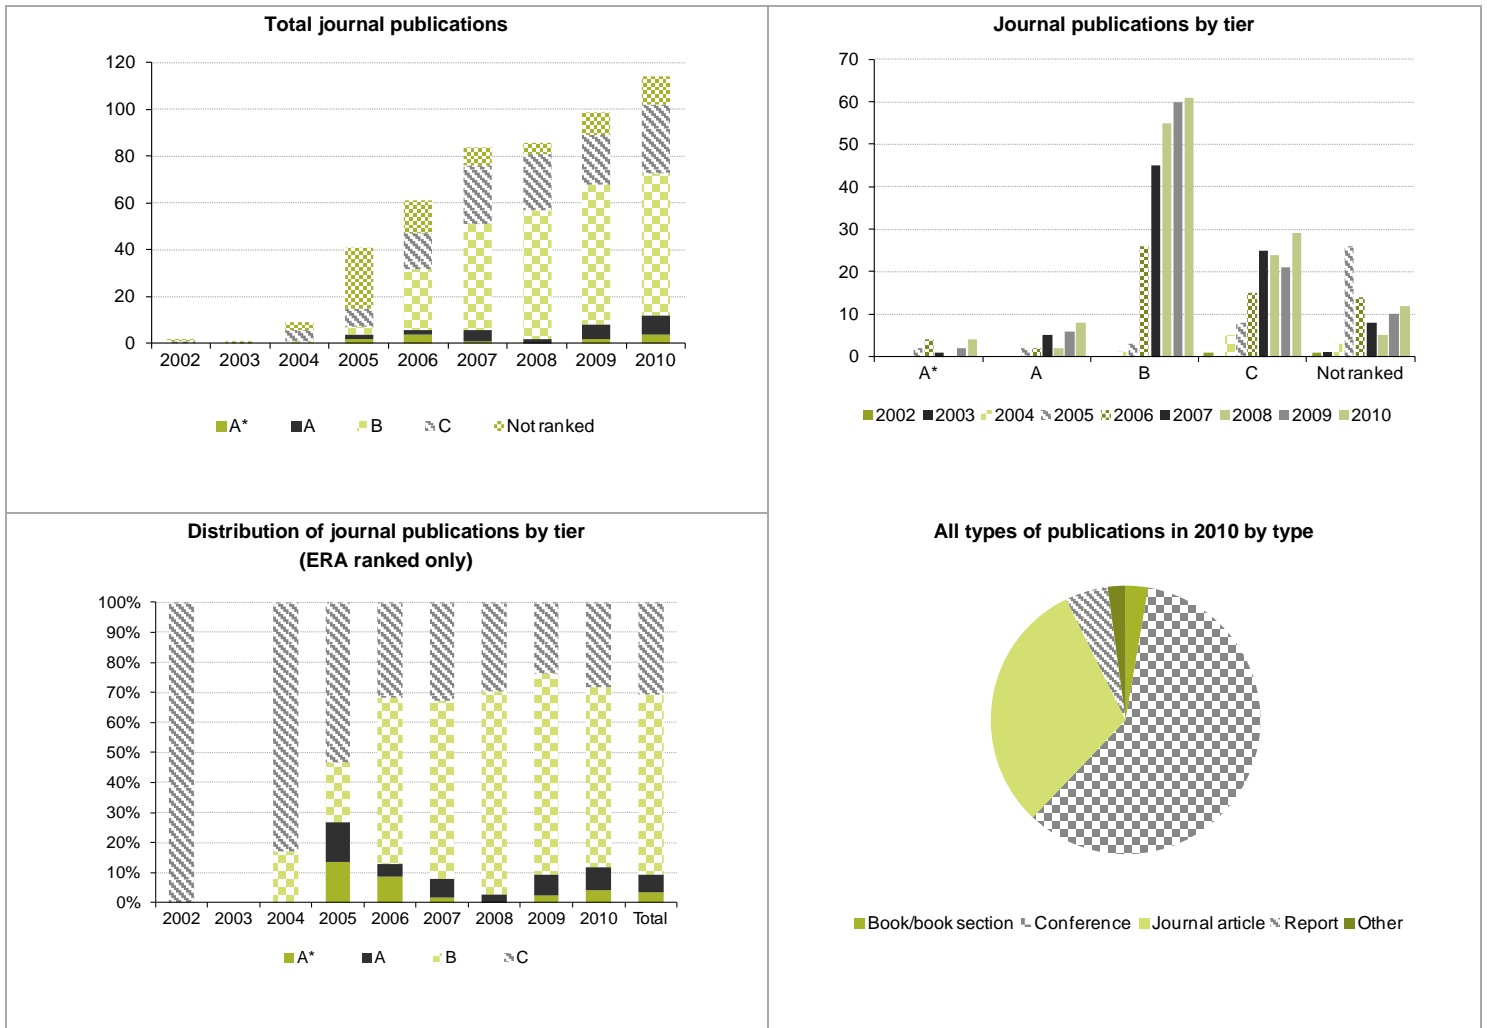 Total journal publications
120
100
80
60
40
20
0
2002 2003 2004 2005 2006 2007 2008 2009 2010
A* A B C Not ranked
Journal publications by tier
70
60
50
40
30
20
10
0
A* A B C Not ranked
2002 2003 2004 2005 2006 2007 2008 2009 2010
Distribution of journal publications by tier
(ERA ranked only)
100%
90%
80%
70%
60%
50%
40%
30%
20%
10%
0%
2002 2003 2004 2005 2006 2007 2008 2009 2010 Total
A* A B C
All types of publications in 2010 by type
Book/book section Conference Journal article Report Other